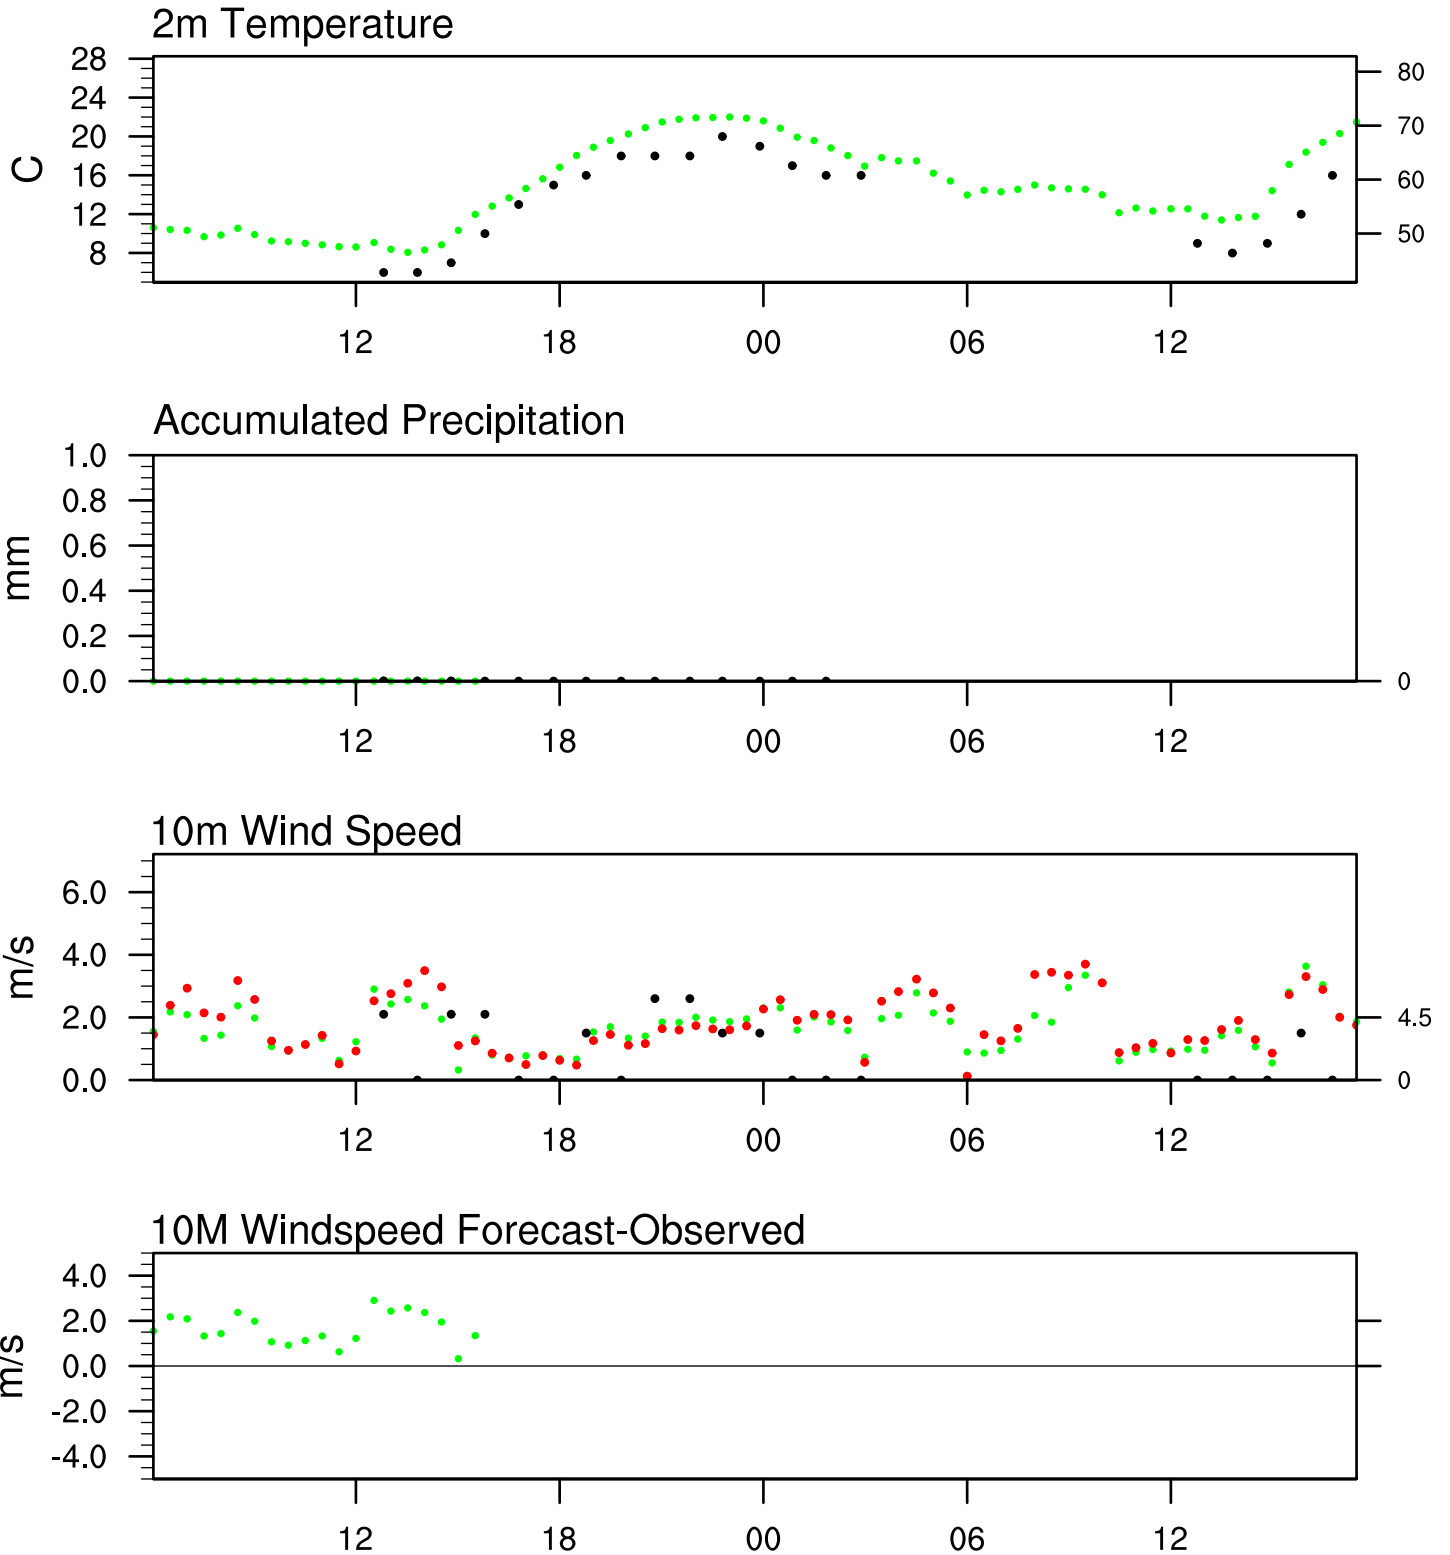 2m Temperature
28
24
20
16
12
8
C
80
70
60
50
12 18 00 06 12
Accumulated Precipitation
1.0
0.8
0.6
0.4
0.2
0.0
mm
0
12 18 00 06 12
10m Wind Speed
6.0
4.0
2.0
0.0
m/s
4.5
0
12 18 00 06 12
10M Windspeed Forecast-Observed
4.0
2.0
0.0
-2.0
-4.0
m/s
12 18 00 06 12